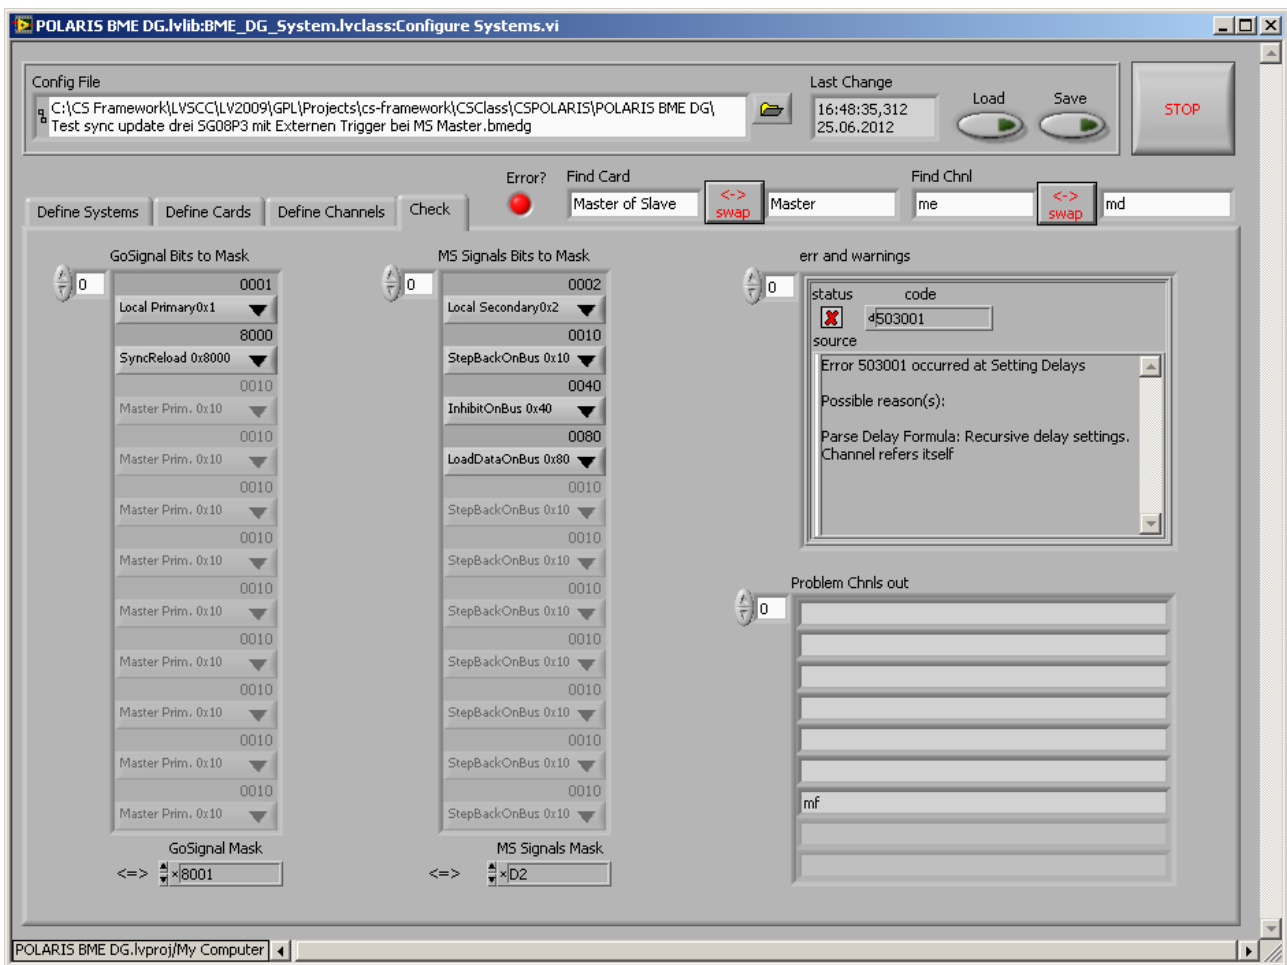 POLARIS BME DG.lvlib:BME_DG_System.lvclass:Configure Systems.vi
Config File
C:\CS Framework\LVSCC\LV2009\GPL\Projects\cs-framework\CSClass\CSPOLARIS\POLARIS BME DG\
Test sync update drei SG08P3 mit Externen Trigger bei MS Master.bmedg
Last Change
16:48:35,312
25.06.2012
Load
Save
STOP
Define Systems
Define Cards
Define Channels
Check
Error?
Find Card
Master of Slave
<->
swap
Master
Find Chnl
me
<->
swap
md
GoSignal Bits to Mask
0
0001
Local Primary0x1
8000
SyncReload 0x8000
0010
Master Prim. 0x10
0010
Master Prim. 0x10
0010
Master Prim. 0x10
0010
Master Prim. 0x10
0010
Master Prim. 0x10
0010
Master Prim. 0x10
0010
Master Prim. 0x10
0010
Master Prim. 0x10
0010
Master Prim. 0x10
GoSignal Mask
<=>
×8001
MS Signals Bits to Mask
0
0002
Local Secondary0x2
0010
StepBackOnBus 0x10
0040
InhibitOnBus 0x40
0080
LoadDataOnBus 0x80
0010
StepBackOnBus 0x10
0010
StepBackOnBus 0x10
0010
StepBackOnBus 0x10
0010
StepBackOnBus 0x10
0010
StepBackOnBus 0x10
0010
StepBackOnBus 0x10
0010
StepBackOnBus 0x10
MS Signals Mask
<=>
×D2
err and warnings
0
status
code
d503001
source
Error 503001 occurred at Setting Delays
Possible reason(s):
Parse Delay Formula: Recursive delay settings.
Channel refers itself
Problem Chnls out
0
mf
POLARIS BME DG.lvproj/My Computer